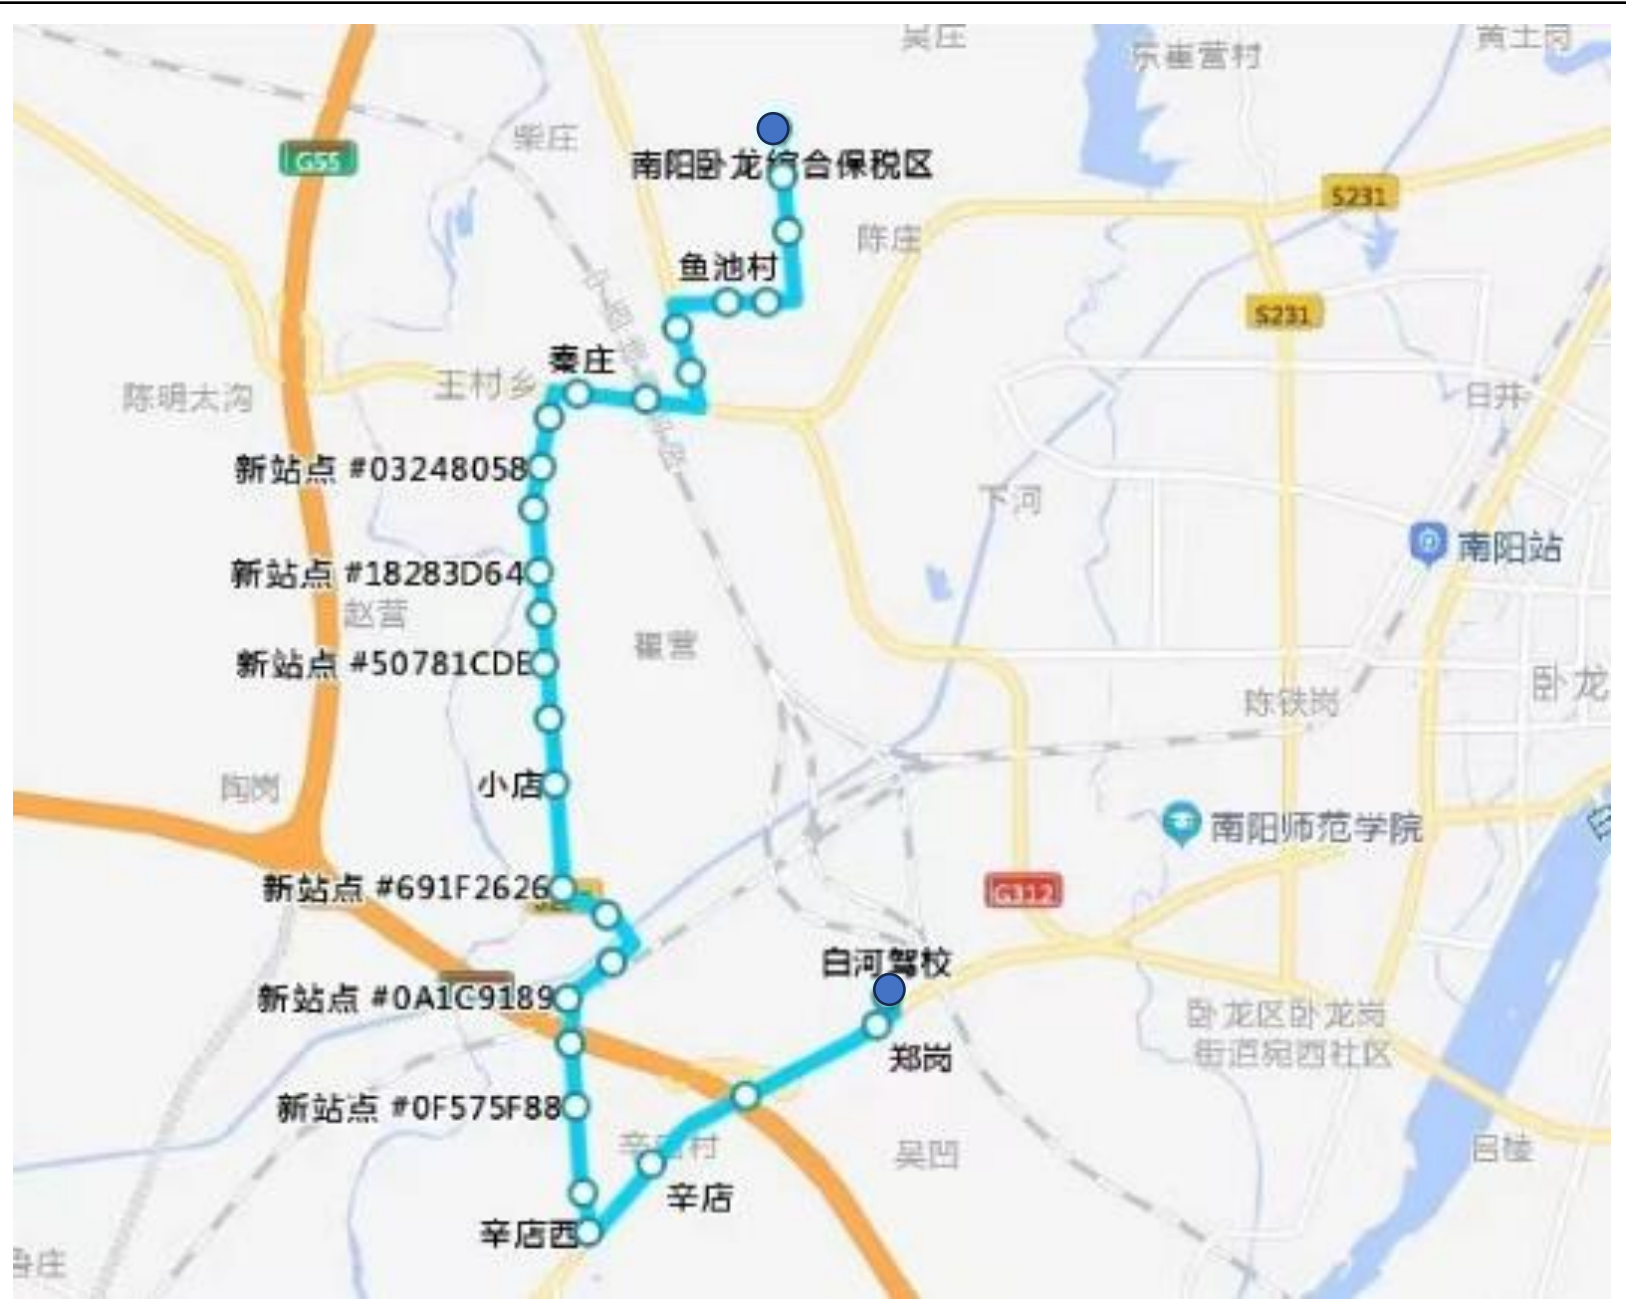 吴庄
东崔营村
黄土岗
柴庄
G55
南阳卧龙综合保税区
S231
陈庄
鱼池村
S231
秦庄
王村乡
陈明太沟
日井
新站点 #03248058
下河
南阳站
新站点 #18283D64
赵营
翟营
新站点 #50781CDE
卧龙
陈铁岗
小店
陶岗
南阳师范学院
新站点 #691F2626
G312
白河驾校
新站点 #0A1C9189
卧龙区卧龙岗
街道宛西社区
郑岗
新站点 #0F575F88
辛店村
吴凹
吕棱
辛店
辛店西
鲁庄